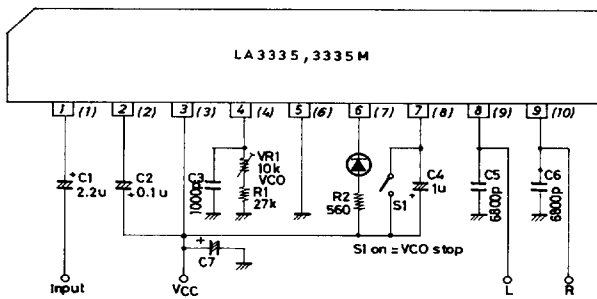 LA3335, 3335M
1 (1) 2 (2) 3 (3) 4 (4) 5 (6) 6 (7) 7 (8) 8 (9) 9 (10)
VR1
10k
VCO
R1
27k
C3
1000p
+ C1
2.2u
C2
+ 0.1u
R2
560
S1
C4
1u
+
C5
6800p
+
C6
6800p
+
C7
S1 on = VCO stop
Input
VCC
L
R